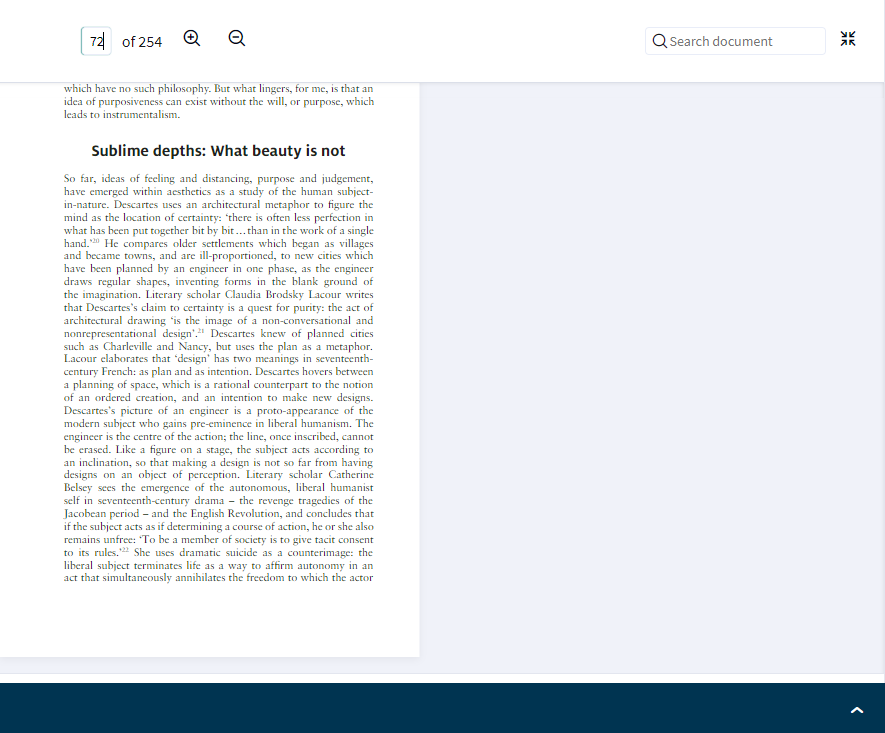 72 of 254
Search document
which have no such philosophy. But what lingers, for me, is that an
idea of purposiveness can exist without the will, or purpose, which
leads to instrumentalism.
Sublime depths: What beauty is not
So far, ideas of feeling and distancing, purpose and judgement,
have emerged within aesthetics as a study of the human subject-
in-nature. Descartes uses an architectural metaphor to figure the
mind as the location of certainty: ‘there is often less perfection in
what has been put together bit by bit … than in the work of a single
hand.’20 He compares older settlements which began as villages
and became towns, and are ill-proportioned, to new cities which
have been planned by an engineer in one phase, as the engineer
draws regular shapes, inventing forms in the blank ground of
the imagination. Literary scholar Claudia Brodsky Lacour writes
that Descartes’s claim to certainty is a quest for purity: the act of
architectural drawing ‘is the image of a non-conversational and
nonrepresentational design’.21 Descartes knew of planned cities
such as Charleville and Nancy, but uses the plan as a metaphor.
Lacour elaborates that ‘design’ has two meanings in seventeenth-
century French: as plan and as intention. Descartes hovers between
a planning of space, which is a rational counterpart to the notion
of an ordered creation, and an intention to make new designs.
Descartes’s picture of an engineer is a proto-appearance of the
modern subject who gains pre-eminence in liberal humanism. The
engineer is the centre of the action; the line, once inscribed, cannot
be erased. Like a figure on a stage, the subject acts according to
an inclination, so that making a design is not so far from having
designs on an object of perception. Literary scholar Catherine
Belsey sees the emergence of the autonomous, liberal humanist
self in seventeenth-century drama – the revenge tragedies of the
Jacobean period – and the English Revolution, and concludes that
if the subject acts as if determining a course of action, he or she also
remains unfree: ‘To be a member of society is to give tacit consent
to its rules.’22 She uses dramatic suicide as a counterimage: the
liberal subject terminates life as a way to affirm autonomy in an
act that simultaneously annihilates the freedom to which the actor